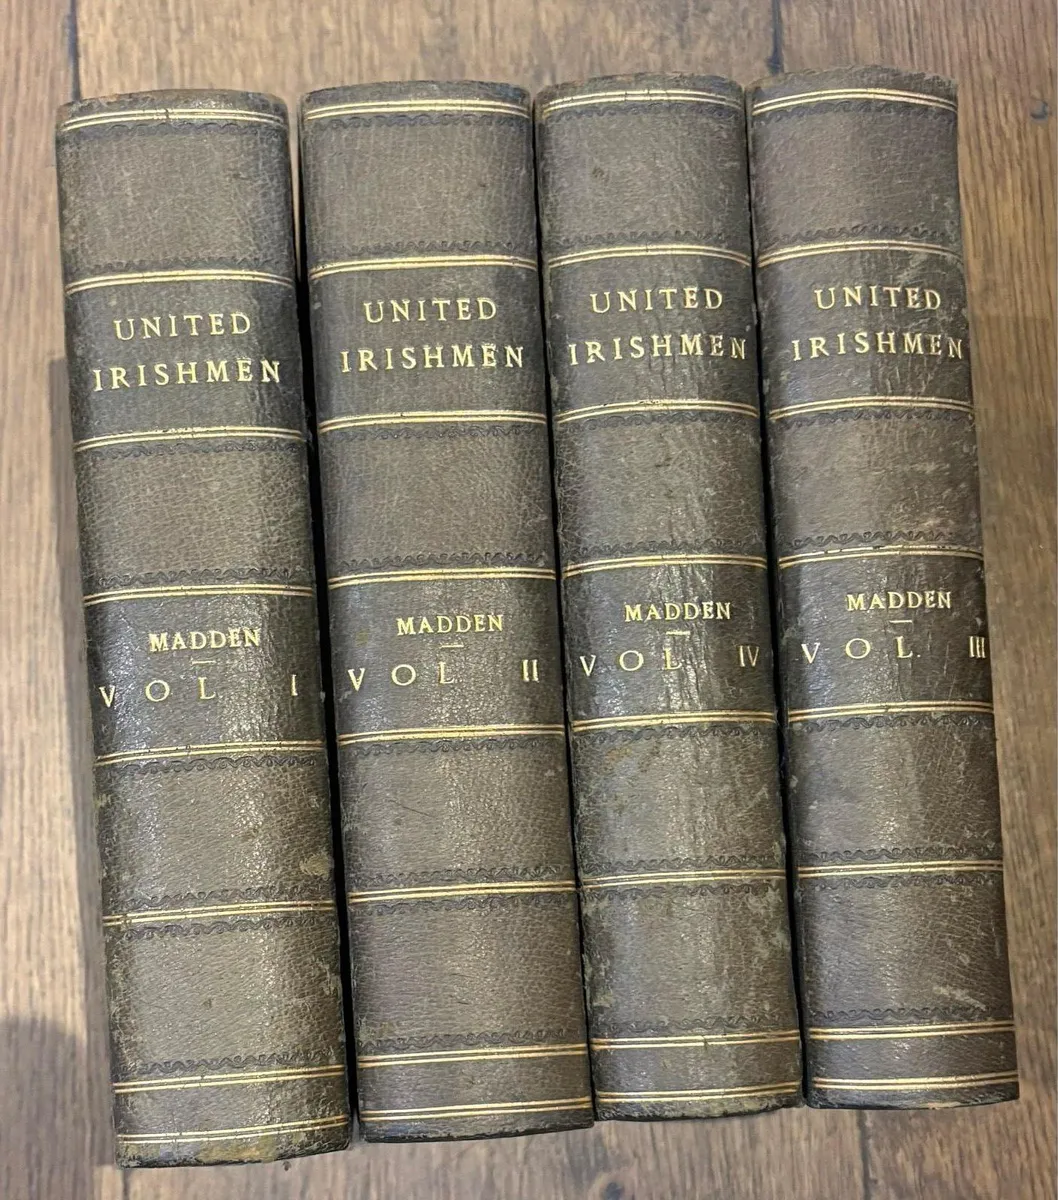 UNITED
IRISHMEN
MADDEN
VOL I
UNITED
IRISHMEN
MADDEN
VOL II
UNITED
IRISHMEN
MADDEN
VOL IV
UNITED
IRISHMEN
MADDEN
VOL. III